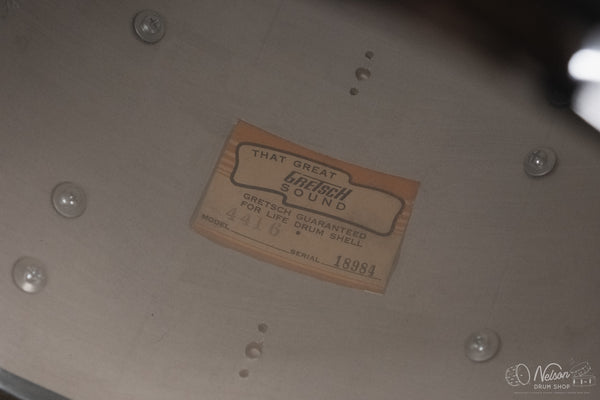 THAT GREAT
GRETSCH
SOUND
GRETSCH GUARANTEED
FOR LIFE DRUM SHELL
4416
MODEL
SERIAL 18984
Nelson
DRUM SHOP